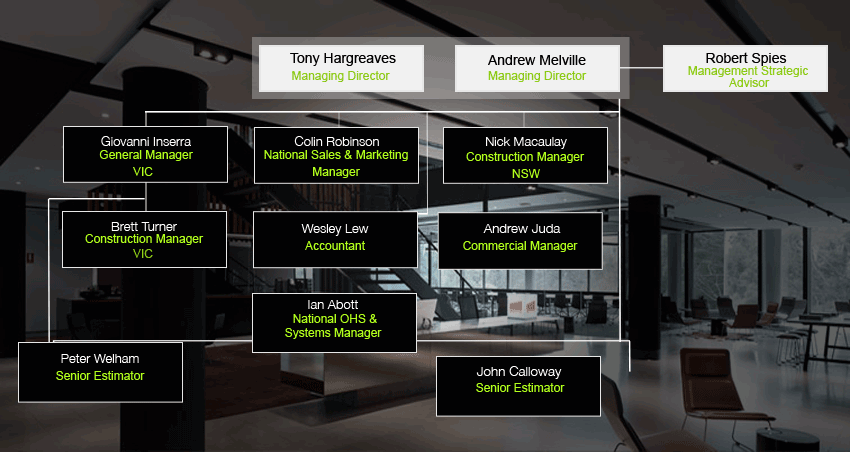 Tony Hargreaves
Managing Director
Andrew Melville
Managing Director
Robert Spies
Management Strategic
Advisor
Giovanni Inserra
General Manager
VIC
Colin Robinson
National Sales & Marketing
Manager
Nick Macaulay
Construction Manager
NSW
Brett Turner
Construction Manager
VIC
Wesley Lew
Accountant
Andrew Juda
Commercial Manager
Ian Abott
National OHS &
Systems Manager
Peter Welham
Senior Estimator
John Calloway
Senior Estimator